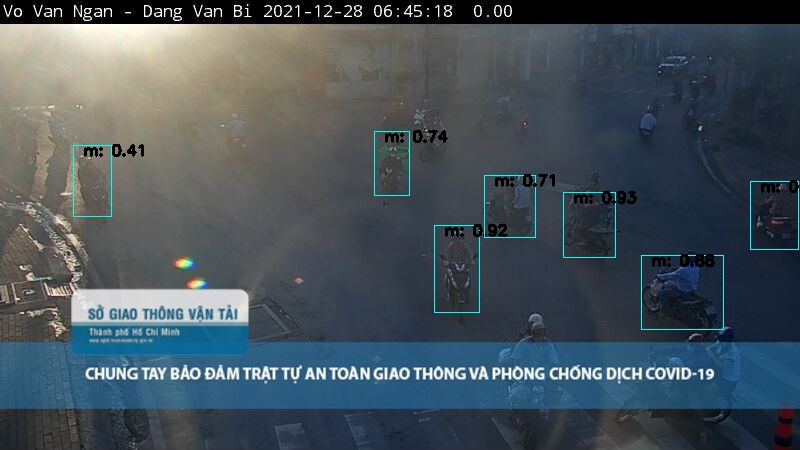 Vo Van Ngan - Dang Van Bi 2021-12-28 06:45:18 0.00
m: 0.74
m: 0.41
m: 0.71
m: 0.93
m: 0.92
m: 0.88
SỞ GIAO THÔNG VẬN TẢI
Thành phố Hồ Chí Minh
CHUNG TAY BẢO ĐẢM TRẬT TỰ AN TOÀN GIAO THÔNG VÀ PHÒNG CHỐNG DỊCH COVID-19